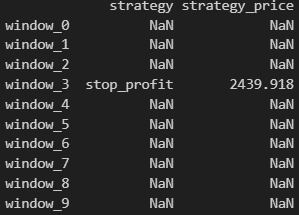 strategy strategy_price
window_0 NaN NaN
window_1 NaN NaN
window_2 NaN NaN
window_3 stop_profit 2439.918
window_4 NaN NaN
window_5 NaN NaN
window_6 NaN NaN
window_7 NaN NaN
window_8 NaN NaN
window_9 NaN NaN